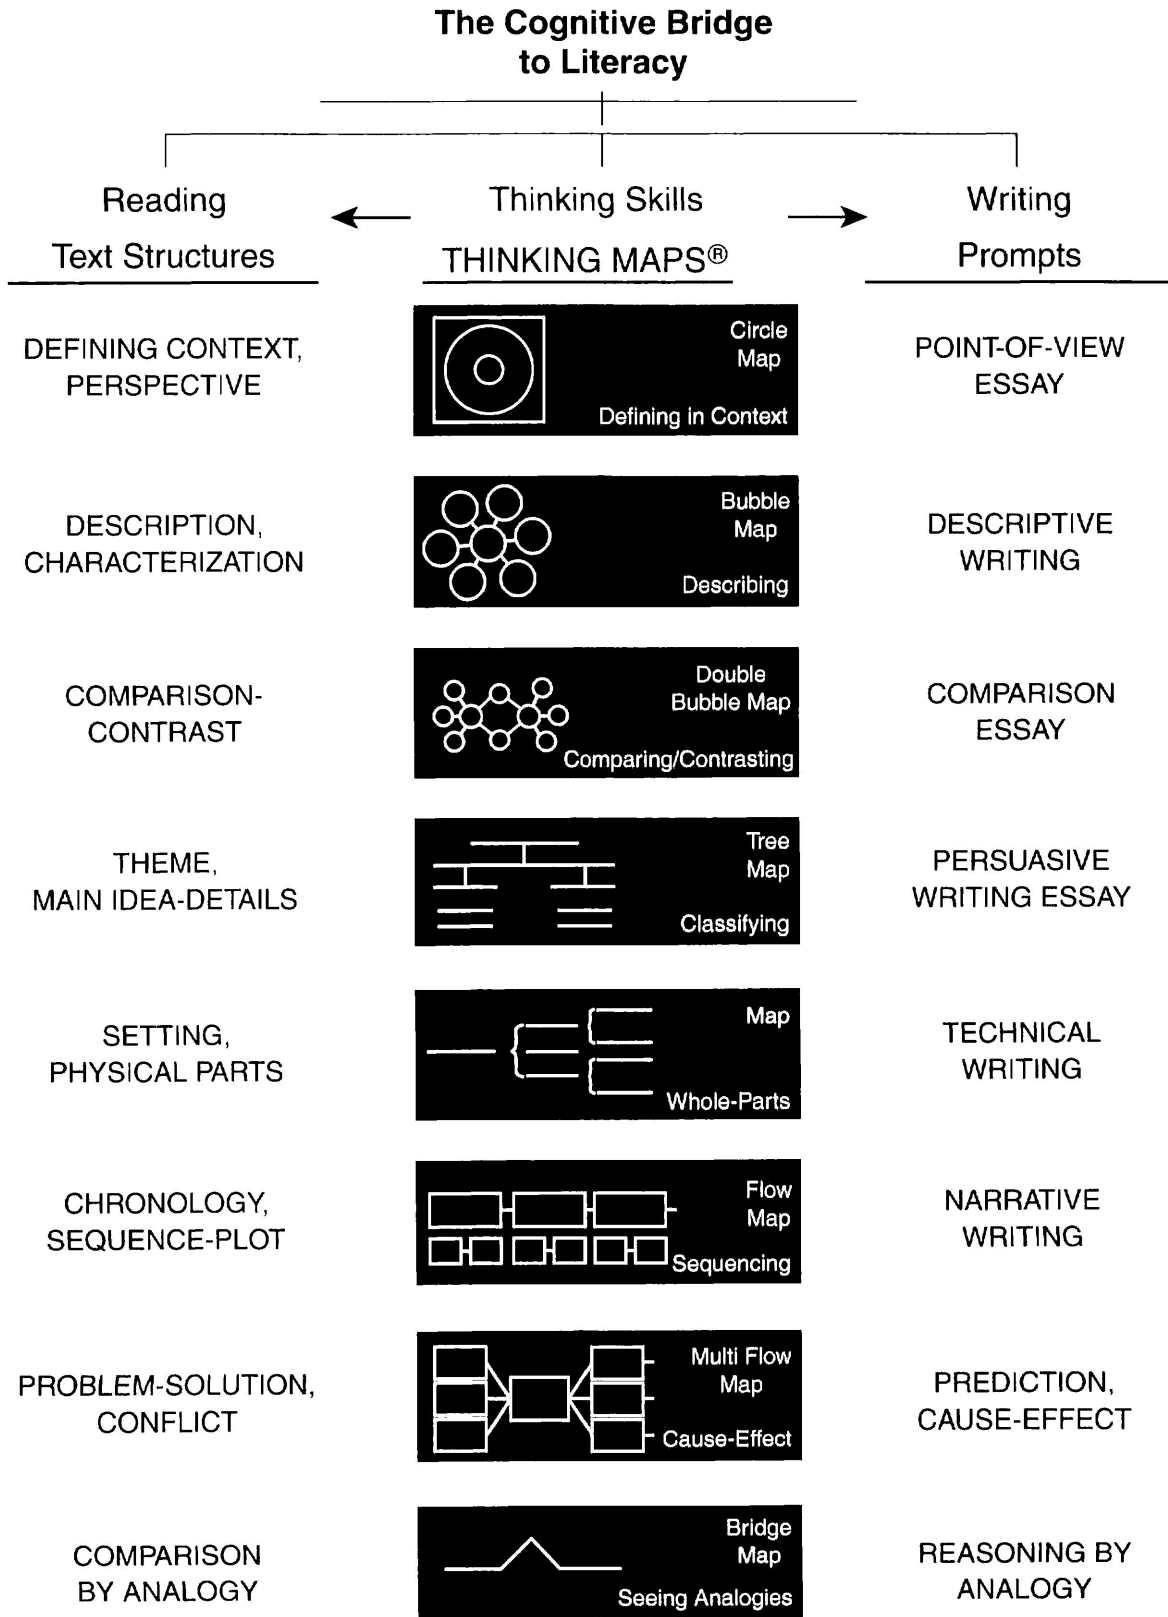 The Cognitive Bridge
to Literacy
Reading
Thinking Skills
Writing
Text Structures
THINKING MAPS®
Prompts
DEFINING CONTEXT,
PERSPECTIVE
Circle
Map
Defining in Context
POINT-OF-VIEW
ESSAY
DESCRIPTION,
CHARACTERIZATION
Bubble
Map
Describing
DESCRIPTIVE
WRITING
COMPARISON-
CONTRAST
Double
Bubble Map
Comparing/Contrasting
COMPARISON
ESSAY
THEME,
MAIN IDEA-DETAILS
Tree
Map
Classifying
PERSUASIVE
WRITING ESSAY
SETTING,
PHYSICAL PARTS
Map
Whole-Parts
TECHNICAL
WRITING
CHRONOLOGY,
SEQUENCE-PLOT
Flow
Map
Sequencing
NARRATIVE
WRITING
PROBLEM-SOLUTION,
CONFLICT
Multi Flow
Map
Cause-Effect
PREDICTION,
CAUSE-EFFECT
COMPARISON
BY ANALOGY
Bridge
Map
Seeing Analogies
REASONING BY
ANALOGY